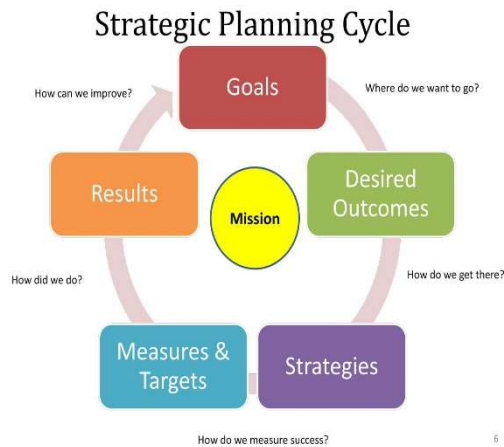 Strategic Planning Cycle
Goals
How can we improve?
Where do we want to go?
Results
Desired
Outcomes
Mission
How did we do?
How do we get there?
Measures &
Targets
Strategies
How do we measure success?
6